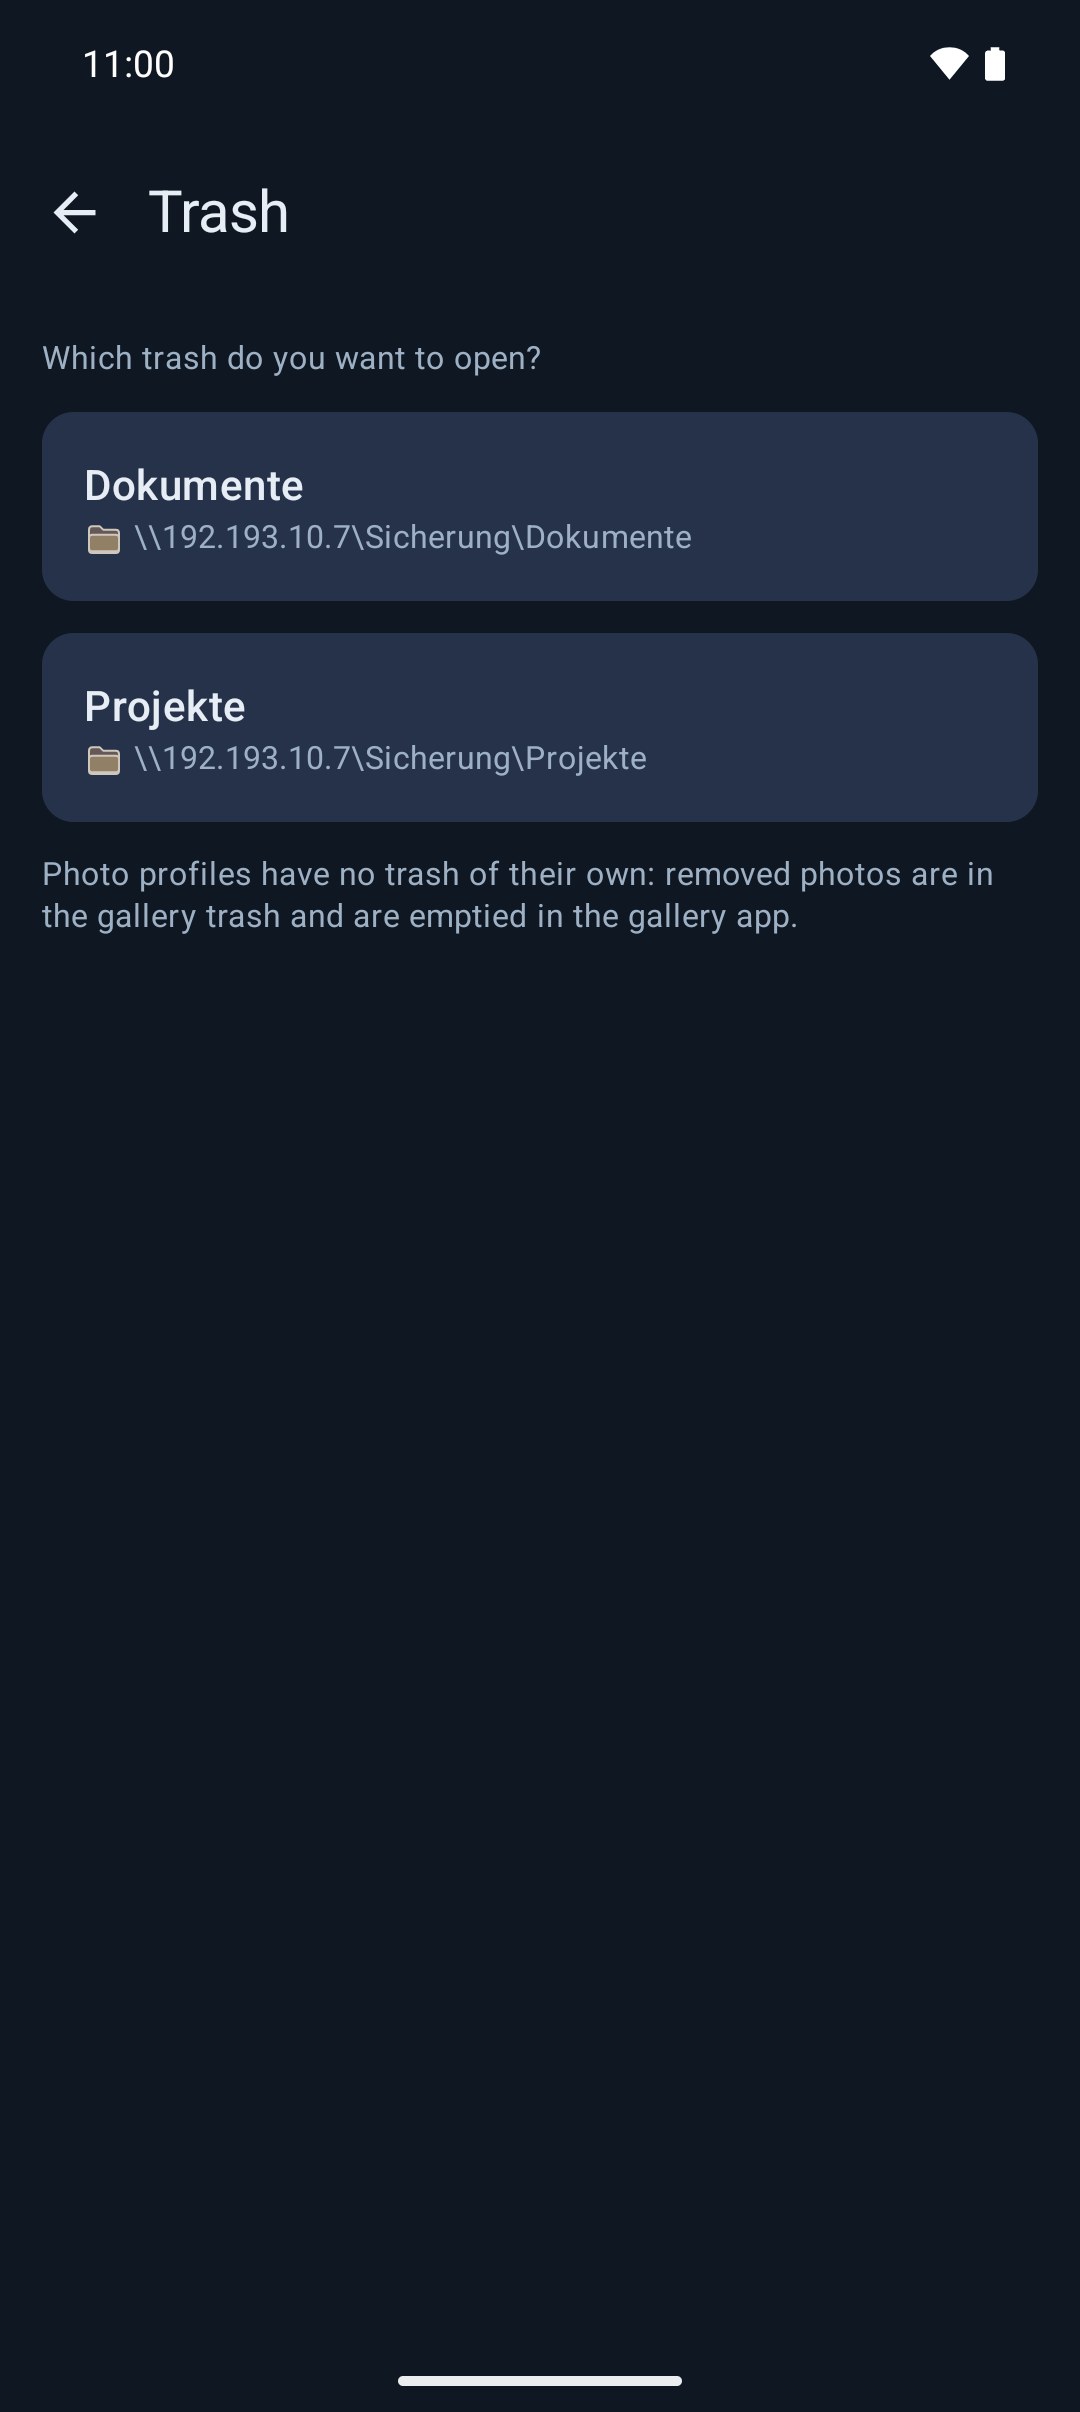 11:00
Trash
Which trash do you want to open?
Dokumente
\\192.193.10.7\Sicherung\Dokumente
Projekte
\\192.193.10.7\Sicherung\Projekte
Photo profiles have no trash of their own: removed photos are in
the gallery trash and are emptied in the gallery app.